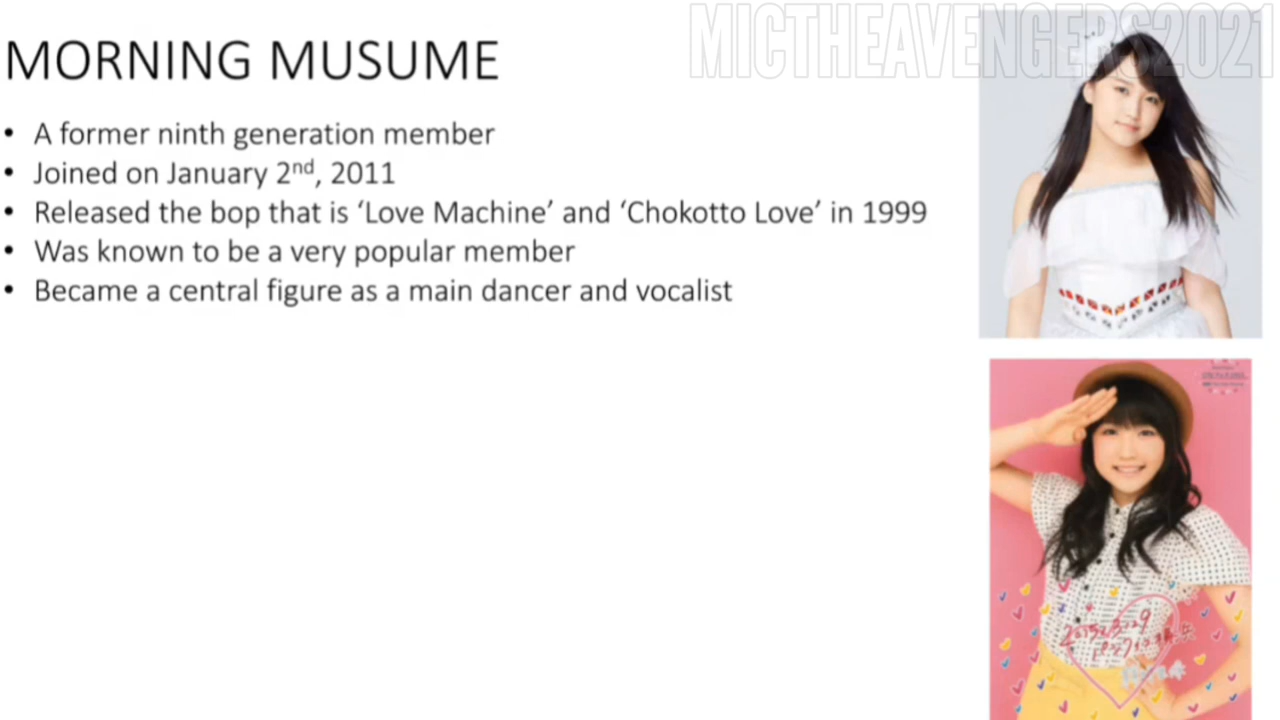 MICTHEAVENGERS2021
MORNING MUSUME
• A former ninth generation member
• Joined on January 2nd, 2011
• Released the bop that is ‘Love Machine’ and ‘Chokotto Love’ in 1999
• Was known to be a very popular member
• Became a central figure as a main dancer and vocalist